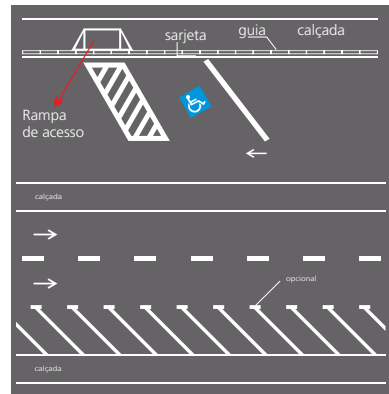 sarjeta
guia
calçada
Rampa
de acesso
calçada
opcional
calçada